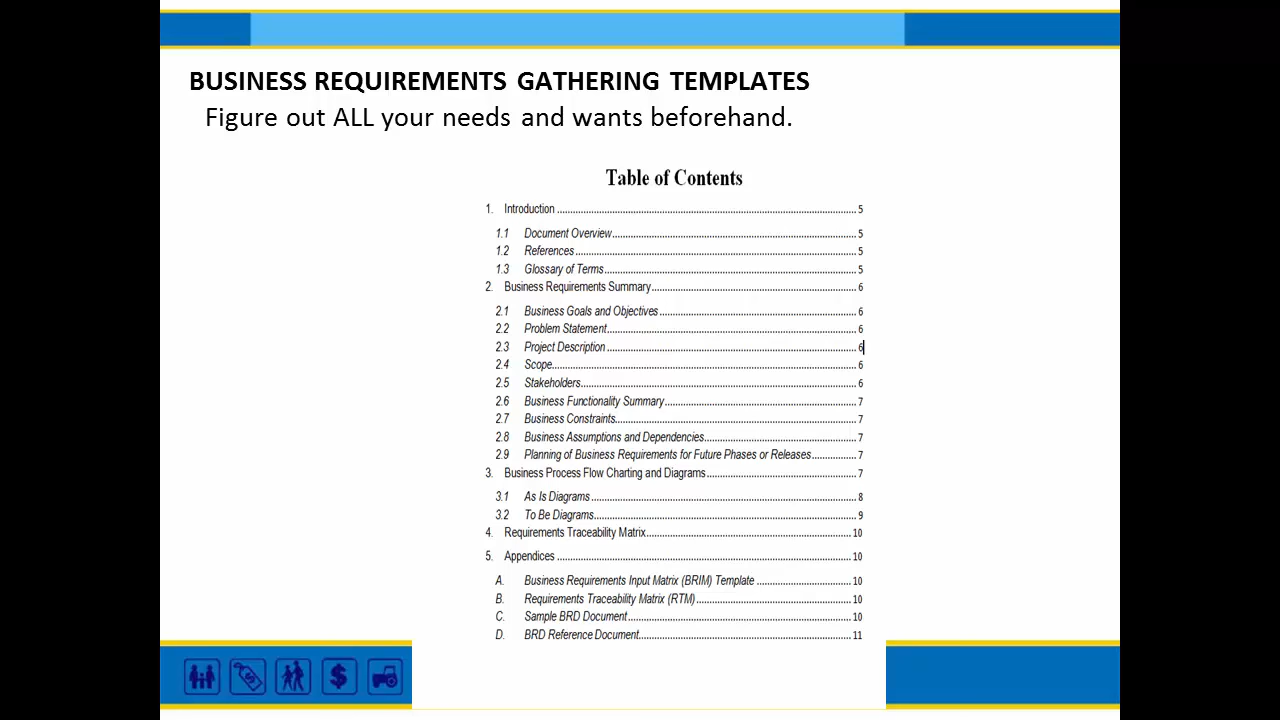 BUSINESS REQUIREMENTS GATHERING TEMPLATES
Figure out ALL your needs and wants beforehand.
Table of Contents
1. Introduction ........ 5
1.1 Document Overview ........ 5
1.2 References ........ 5
1.3 Glossary of Terms ........ 5
2. Business Requirements Summary ........ 6
2.1 Business Goals and Objectives ........ 6
2.2 Problem Statement ........ 6
2.3 Project Description ........ 6
2.4 Scope ........ 6
2.5 Stakeholders ........ 6
2.6 Business Functionality Summary ........ 7
2.7 Business Constraints ........ 7
2.8 Business Assumptions and Dependencies ........ 7
2.9 Planning of Business Requirements for Future Phases or Releases ........ 7
3. Business Process Flow Charting and Diagrams ........ 7
3.1 As Is Diagrams ........ 8
3.2 To Be Diagrams ........ 9
4. Requirements Traceability Matrix ........ 10
5. Appendices ........ 10
A. Business Requirements Input Matrix (BRIM) Template ........ 10
B. Requirements Traceability Matrix (RTM) ........ 10
C. Sample BRD Document ........ 10
D. BRD Reference Document ........ 11
$